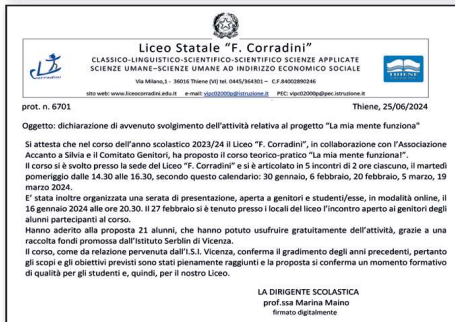 Liceo Statale "F. Corradini"
CLASSICO-LINGUISTICO-SCIENTIFICO-SCIENTIFICO SCIENZE APPLICATE
SCIENZE UMANE–SCIENZE UMANE AD INDIRIZZO ECONOMICO SOCIALE
Via Milano,1 - 36016 Thiene (VI) tel. 0445/364301 – C.F.84002890246
sito web: www.liceocorradini.edu.it e-mail: vipc02000p@istruzione.it PEC: vipc02000p@pec.istruzione.it
THIENE
prot. n. 6701 Thiene, 25/06/2024
Oggetto: dichiarazione di avvenuto svolgimento dell'attività relativa al progetto "La mia mente funziona"
Si attesta che nel corso dell'anno scolastico 2023/24 il Liceo "F. Corradini", in collaborazione con l'Associazione
Accanto a Silvia e il Comitato Genitori, ha proposto il corso teorico-pratico "La mia mente funziona!".
Il corso si è svolto presso la sede del Liceo "F. Corradini" e si è articolato in 5 incontri di 2 ore ciascuno, il martedì
pomeriggio dalle 14.30 alle 16.30, secondo questo calendario: 30 gennaio, 6 febbraio, 20 febbraio, 5 marzo, 19
marzo 2024.
E' stata inoltre organizzata una serata di presentazione, aperta a genitori e studenti/esse, in modalità online, il
16 gennaio 2024 alle ore 20.30. Il 27 febbraio si è tenuto presso i locali del liceo l'incontro aperto ai genitori degli
alunni partecipanti al corso.
Hanno aderito alla proposta 21 alunni, che hanno potuto usufruire gratuitamente dell'attività, grazie a una
raccolta fondi promossa dall'Istituto Serblin di Vicenza.
Il corso, come da relazione pervenuta dall'I.S.I. Vicenza, conferma il gradimento degli anni precedenti, pertanto
gli scopi e gli obiettivi previsti sono stati pienamente raggiunti e la proposta si conferma un momento formativo
di qualità per gli studenti e, quindi, per il nostro Liceo.
LA DIRIGENTE SCOLASTICA
prof.ssa Marina Maino
firmato digitalmente